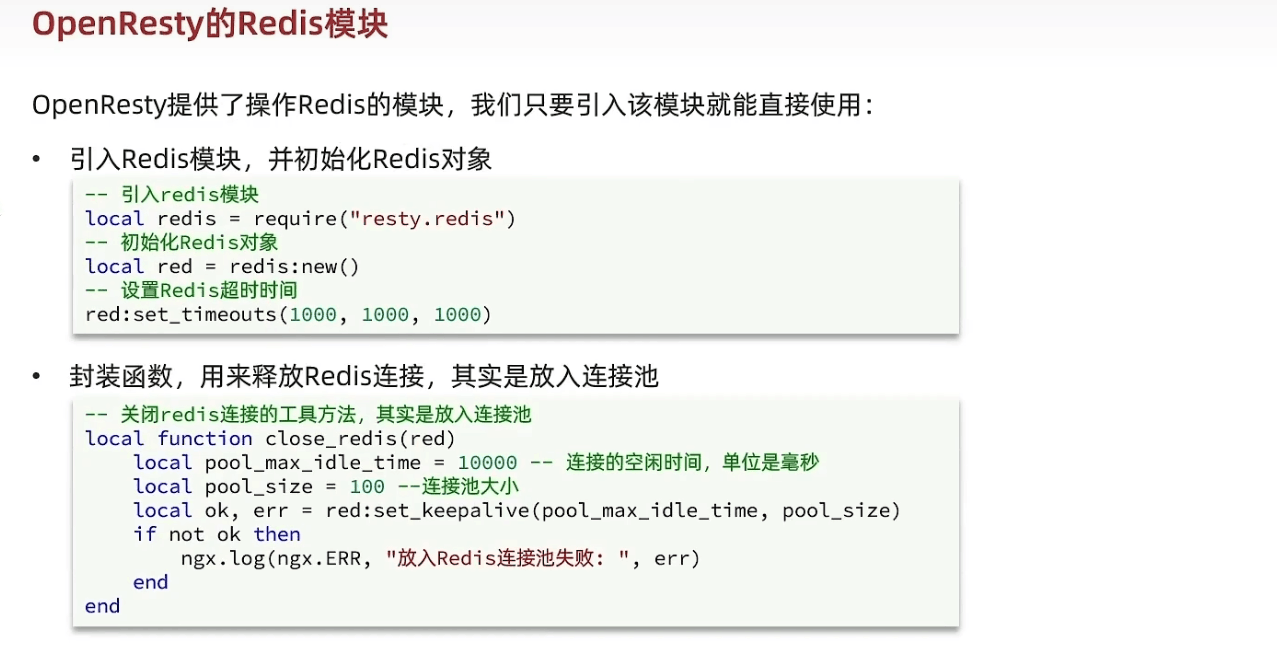 OpenResty的Redis模块
OpenResty提供了操作Redis的模块，我们只要引入该模块就能直接使用：
• 引入Redis模块，并初始化Redis对象
-- 引入redis模块
local redis = require("resty.redis")
-- 初始化Redis对象
local red = redis:new()
-- 设置Redis超时时间
red:set_timeouts(1000, 1000, 1000)
• 封装函数，用来释放Redis连接，其实是放入连接池
-- 关闭redis连接的工具方法，其实是放入连接池
local function close_redis(red)
    local pool_max_idle_time = 10000 -- 连接的空闲时间，单位是毫秒
    local pool_size = 100 --连接池大小
    local ok, err = red:set_keepalive(pool_max_idle_time, pool_size)
    if not ok then
        ngx.log(ngx.ERR, "放入Redis连接池失败: ", err)
    end
end